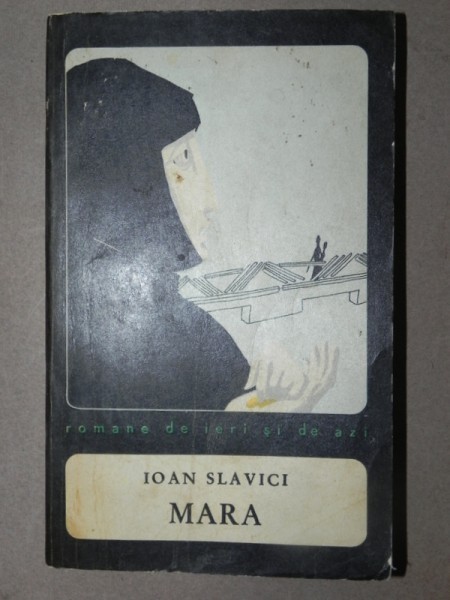 romane de ieri și de azi
IOAN SLAVICI
MARA